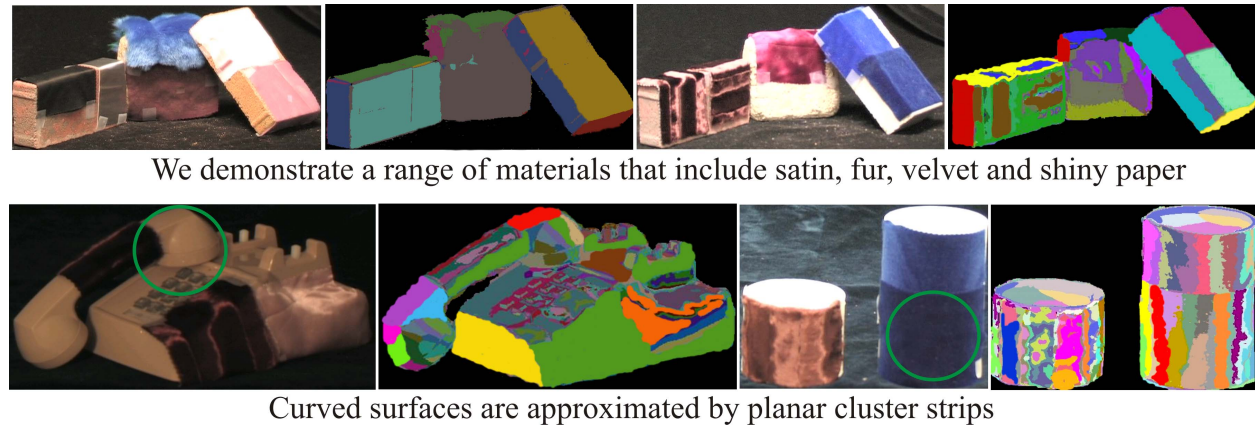 We demonstrate a range of materials that include satin, fur, velvet and shiny paper
Curved surfaces are approximated by planar cluster strips